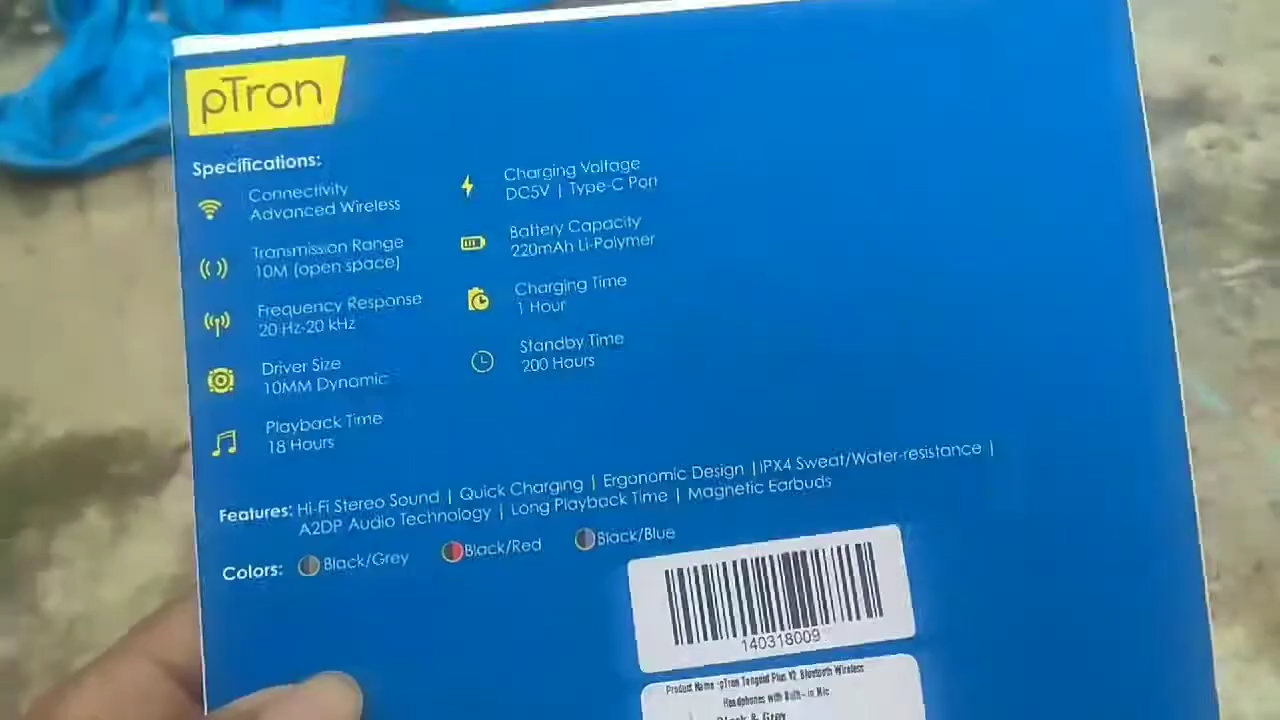 pTron
Specifications:
Connectivity
Advanced Wireless
Transmission Range
10M (open space)
Frequency Response
20 Hz-20 kHz
Driver Size
10MM Dynamic
Playback Time
18 Hours
Charging Voltage
DC5V | Type-C Port
Battery Capacity
220mAh Li-Polymer
Charging Time
1 Hour
Standby Time
200 Hours
Features: Hi-Fi Stereo Sound | Quick Charging | Ergonomic Design | IPX4 Sweat/Water-resistance |
A2DP Audio Technology | Long Playback Time | Magnetic Earbuds
Colors: Black/Grey Black/Red Black/Blue
140318009
Product Name :pTron Tangent Plus V2, Bluetooth Wireless
Headphones with Built-in Mic
Black & Grey